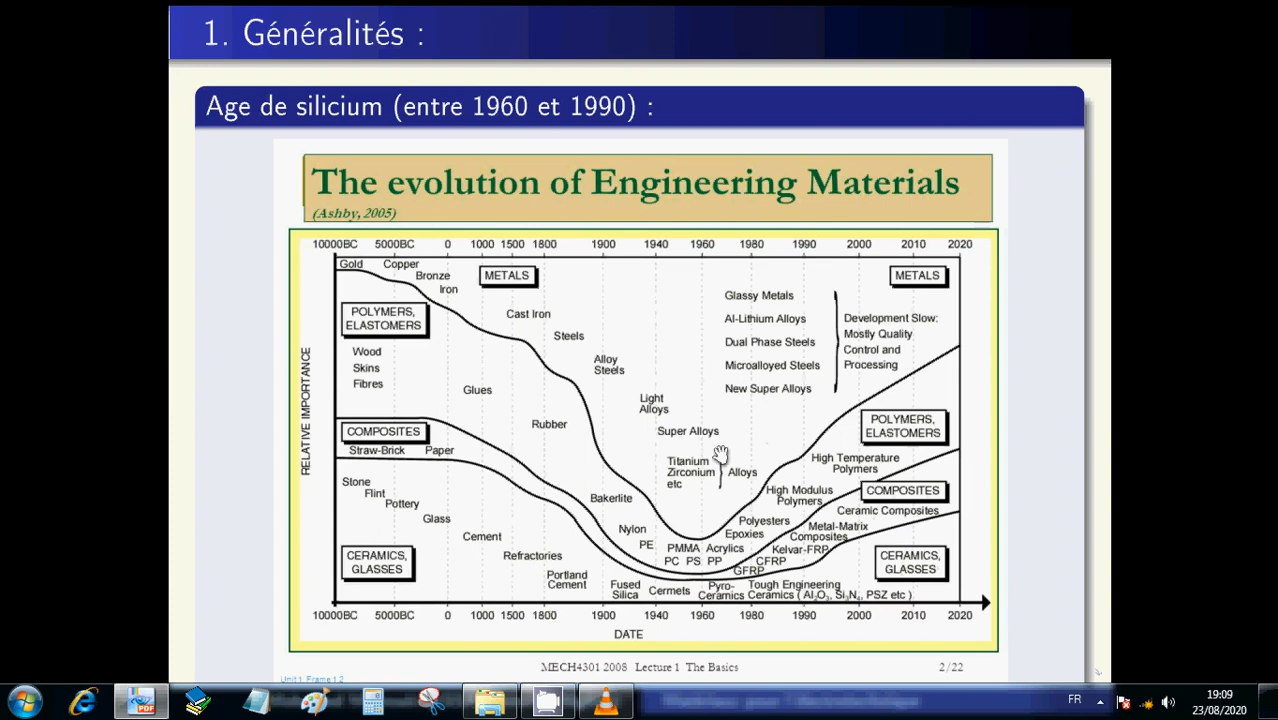 1. Généralités :
Age de silicium (entre 1960 et 1990) :
The evolution of Engineering Materials
(Ashby, 2005)
10000BC 5000BC 0 1000 1500 1800 1900 1940 1960 1980 1990 2000 2010 2020
Gold Copper
Bronze
Iron
METALS
METALS
Cast Iron
Steels
Alloy
Steels
Light
Alloys
Super Alloys
Titanium
Zirconium
etc
Alloys
Glassy Metals
Al-Lithium Alloys
Dual Phase Steels
Microalloyed Steels
New Super Alloys
Development Slow:
Mostly Quality
Control and
Processing
RELATIVE IMPORTANCE
POLYMERS,
ELASTOMERS
Wood
Skins
Fibres
Glues
Rubber
Bakerlite
Nylon
PE
PMMA Acrylics
PC PS PP
Polyesters
Epoxies
High Modulus
Polymers
High Temperature
Polymers
POLYMERS,
ELASTOMERS
COMPOSITES
Straw-Brick Paper
GFRP
CFRP
Kelvar-FRP
Metal-Matrix
Composites
Ceramic Composites
COMPOSITES
Stone
Flint
Pottery
Glass
Cement
Refractories
Portland
Cement
Fused
Silica
Cermets
Pyro-
Ceramics
Tough Engineering
Ceramics ( Al₂O₃, Si₃N₄, PSZ etc )
CERAMICS,
GLASSES
CERAMICS,
GLASSES
10000BC 5000BC 0 1000 1500 1800 1900 1940 1960 1980 1990 2000 2010 2020
DATE
MECH4301 2008 Lecture 1 The Basics
2/22
Unit 1, Frame 1.2
PDF
FR
19:09
23/08/2020